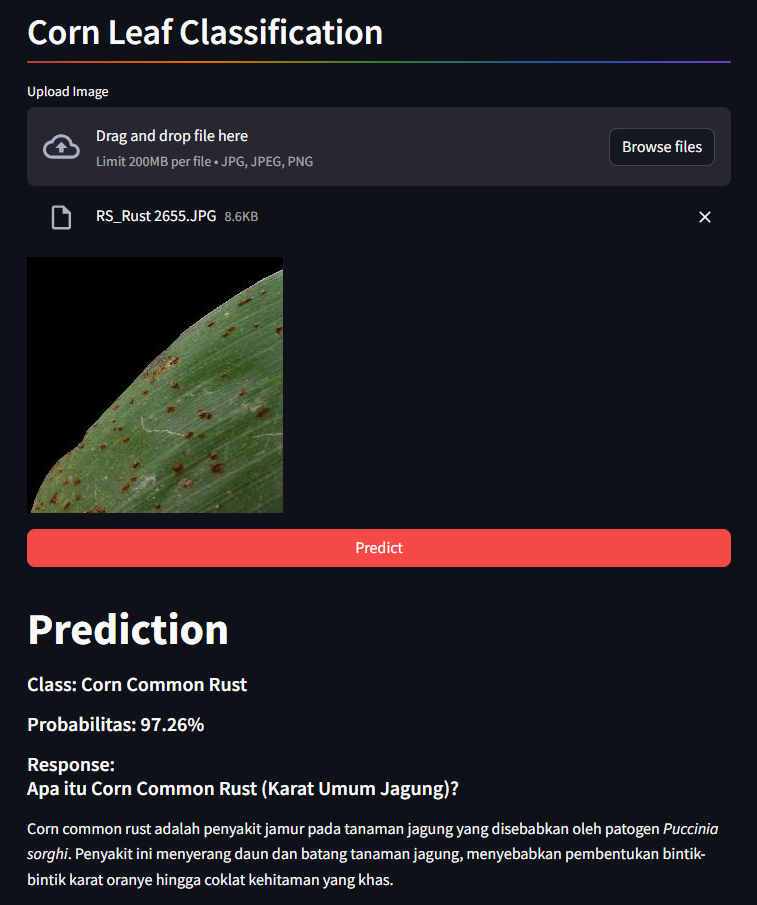 Corn Leaf Classification
Upload Image
Drag and drop file here
Limit 200MB per file • JPG, JPEG, PNG
Browse files
RS_Rust 2655.JPG 8.6KB
Predict
Prediction
Class: Corn Common Rust
Probabilitas: 97.26%
Response:
Apa itu Corn Common Rust (Karat Umum Jagung)?
Corn common rust adalah penyakit jamur pada tanaman jagung yang disebabkan oleh patogen Puccinia
sorghi. Penyakit ini menyerang daun dan batang tanaman jagung, menyebabkan pembentukan bintik-
bintik karat oranye hingga coklat kehitaman yang khas.